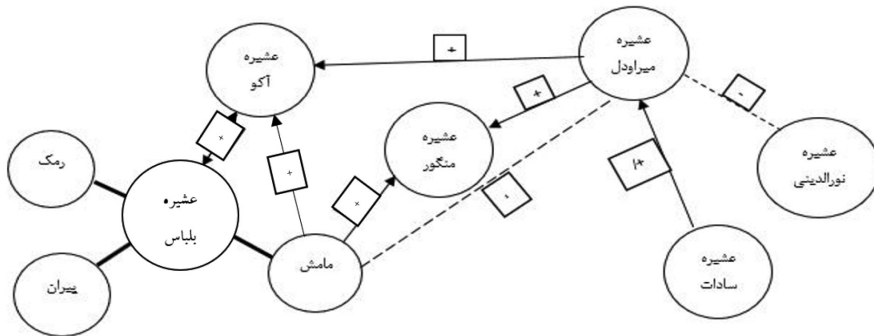 عشیره
میراودل
+
عشیره
آکو
+
-
+
عشیره
منگور
عشیره
نورالدینی
رمک
+
+
+
عشیره
بلباس
-
مامش
عشیره
سادات
پیران